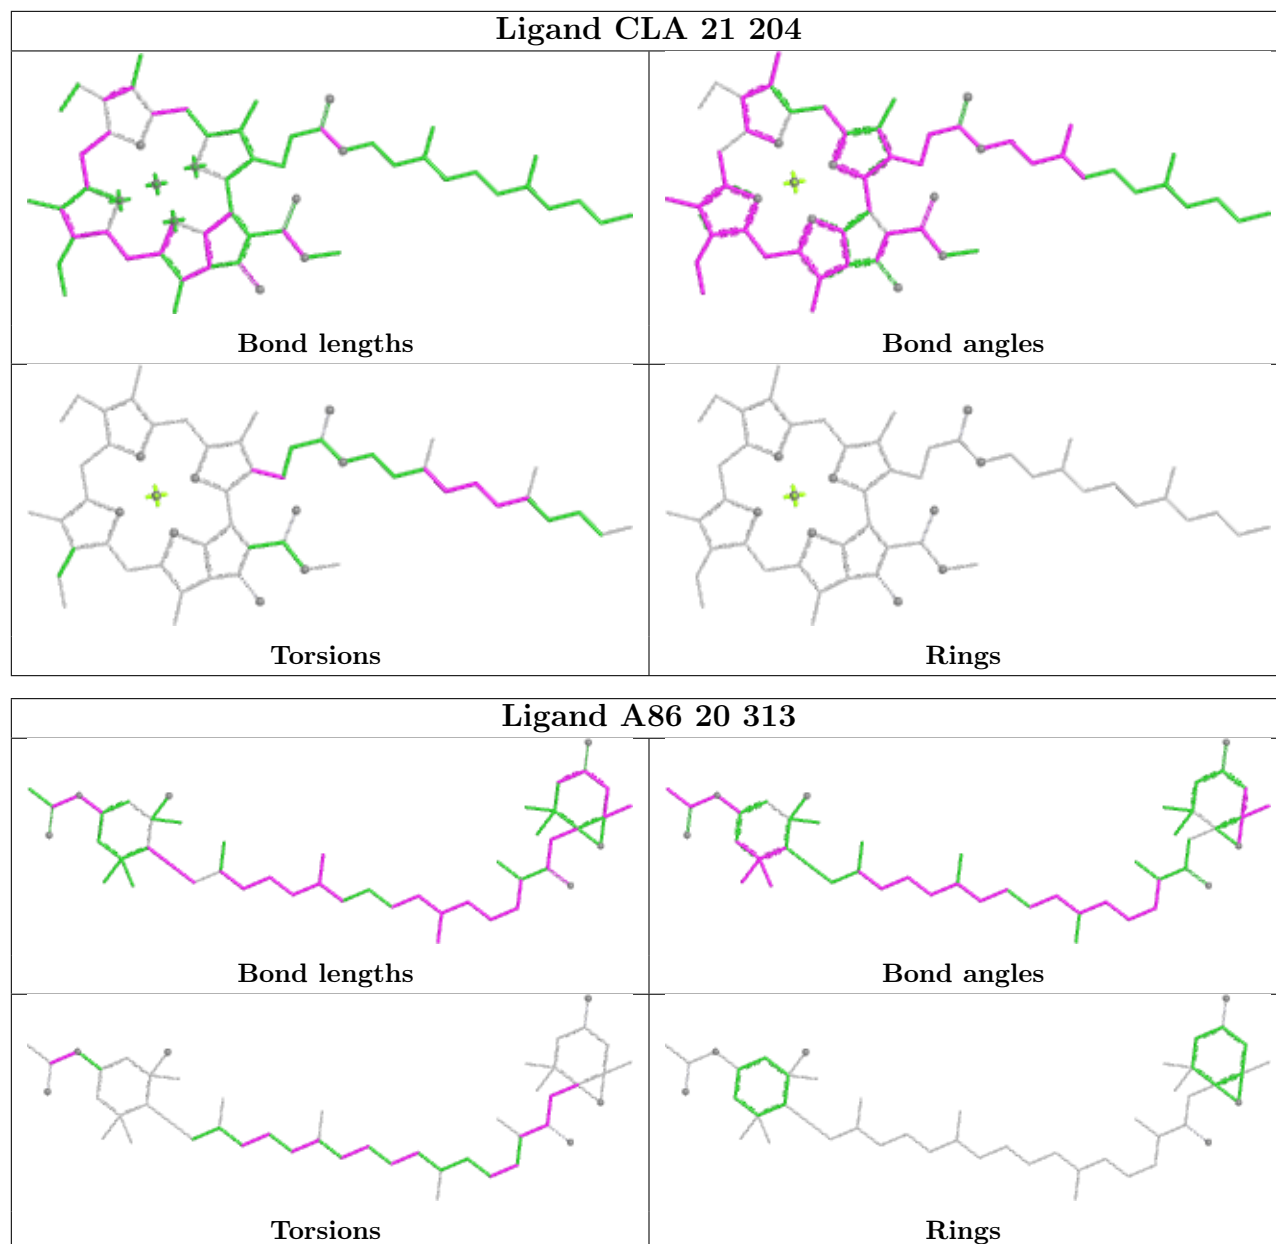 Ligand CLA 21 204
Bond lengths
Bond angles
Torsions
Rings
Ligand A86 20 313
Bond lengths
Bond angles
Torsions
Rings